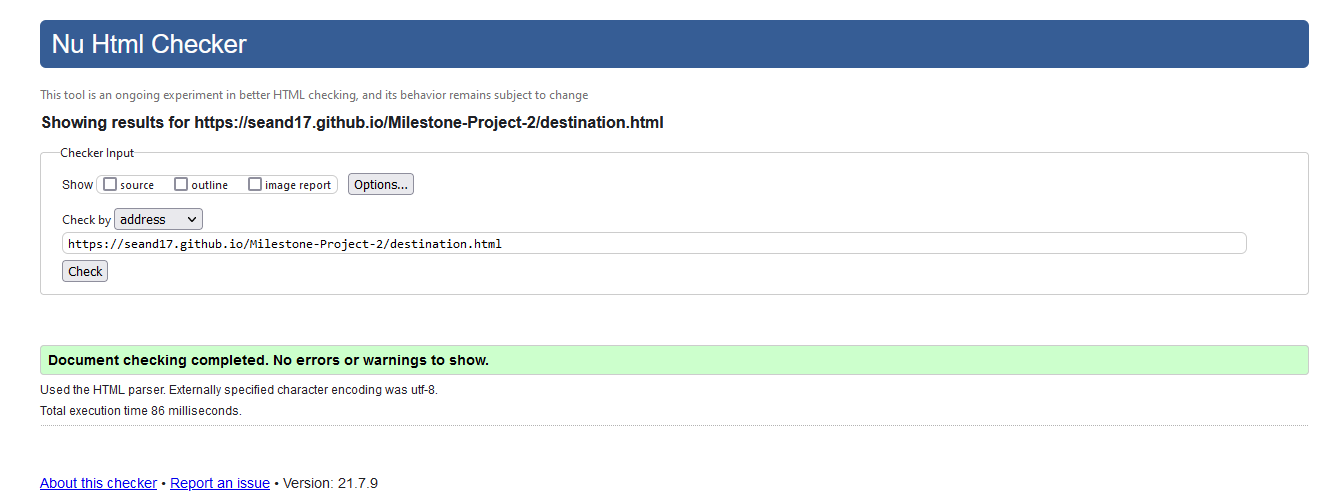 Nu Html Checker
This tool is an ongoing experiment in better HTML checking, and its behavior remains subject to change
Showing results for https://seand17.github.io/Milestone-Project-2/destination.html
Checker Input
Show source outline image report Options...
Check by address
https://seand17.github.io/Milestone-Project-2/destination.html
Check
Document checking completed. No errors or warnings to show.
Used the HTML parser. Externally specified character encoding was utf-8.
Total execution time 86 milliseconds.
About this checker • Report an issue • Version: 21.7.9